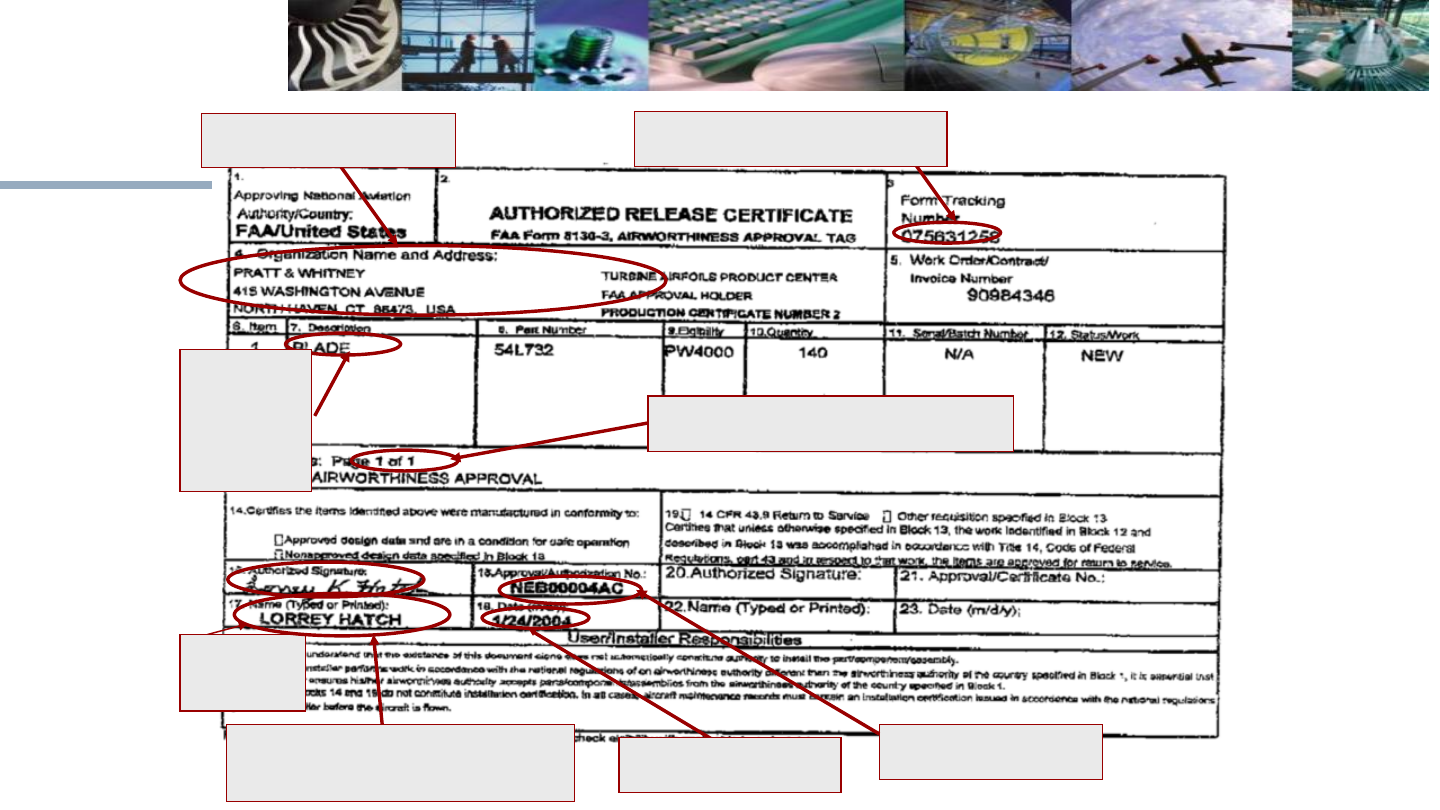 1.
Approving National Aviation
Authority/Country:
FAA/United States
2.
AUTHORIZED RELEASE CERTIFICATE
FAA Form 8130-3, AIRWORTHINESS APPROVAL TAG
3
Form Tracking
Number
075631258
4. Organization Name and Address:
PRATT & WHITNEY
415 WASHINGTON AVENUE
NORTH HAVEN, CT, USA
TURBINE AIRFOILS PRODUCT CENTER
FAA APPROVAL HOLDER
PRODUCTION CERTIFICATE NUMBER 2
5. Work Order/Contract/
Invoice Number
90984346
6. Item 7. Description 8. Part Number 9.Eligibility 10.Quantity 11. Serial/Batch Number 12. Status/Work
1 BLADE 54L732 PW4000 140 N/A NEW
: Page 1 of 1
AIRWORTHINESS APPROVAL
14.Certifies the items identified above were manufactured in conformity to:
Approved design data and are in a condition for safe operation
Nonapproved design data specified in Block 13
19. 14 CFR 43.9 Return to Service Other requisition specified in Block 13
Certifies that unless otherwise specified in Block 13, the work indentified in Block 12 and
described in Block 13 was accomplished in accordance with Title 14, Code of Federal
Regulations, part 43 and in respect to that work, the items are approved for return to service.
15. Authorized Signature:
16.Approval/Authorization No.:
NEB00004AC
20.Authorized Signature:
21. Approval/Certificate No.:
17. Name (Typed or Printed):
LORREY HATCH
18. Date (m/d/y):
1/24/2004
22.Name (Typed or Printed):
23. Date (m/d/y):
User/Installer Responsibilities
understand that the existence of this document alone does not automatically constitute authority to install the part/component/assembly.
installer performs work in accordance with the national regulations of an airworthiness authority different than the airworthiness authority of the country specified in Block 1, it is essential that
ensures his/her airworthiness authority accepts parts/components/assemblies from the airworthiness authority of the country specified in Block 1.
cks 14 and 19 do not constitute installation certification. In all cases, aircraft maintenance records must contain an installation certification issued in accordance with the national regulations
ller before the aircraft is flown.